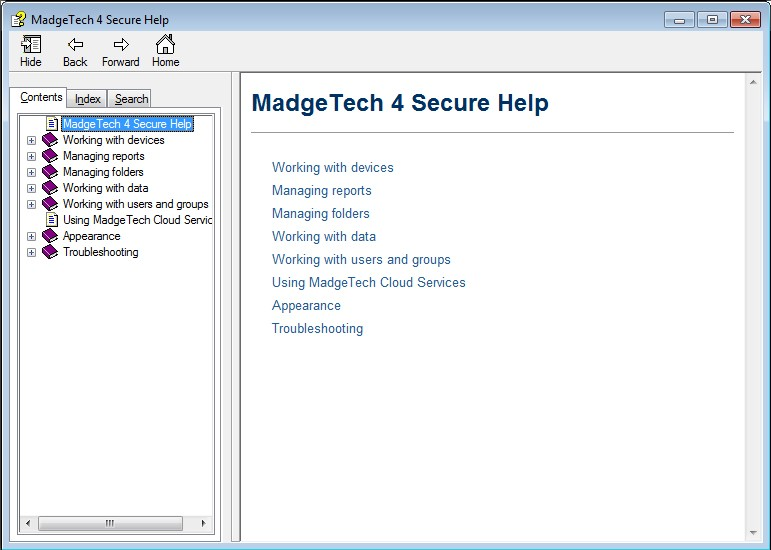 MadgeTech 4 Secure Help
Hide Back Forward Home
Contents Index Search
MadgeTech 4 Secure Help
Working with devices
Managing reports
Managing folders
Working with data
Working with users and groups
Using MadgeTech Cloud Servic
Appearance
Troubleshooting
MadgeTech 4 Secure Help
Working with devices
Managing reports
Managing folders
Working with data
Working with users and groups
Using MadgeTech Cloud Services
Appearance
Troubleshooting